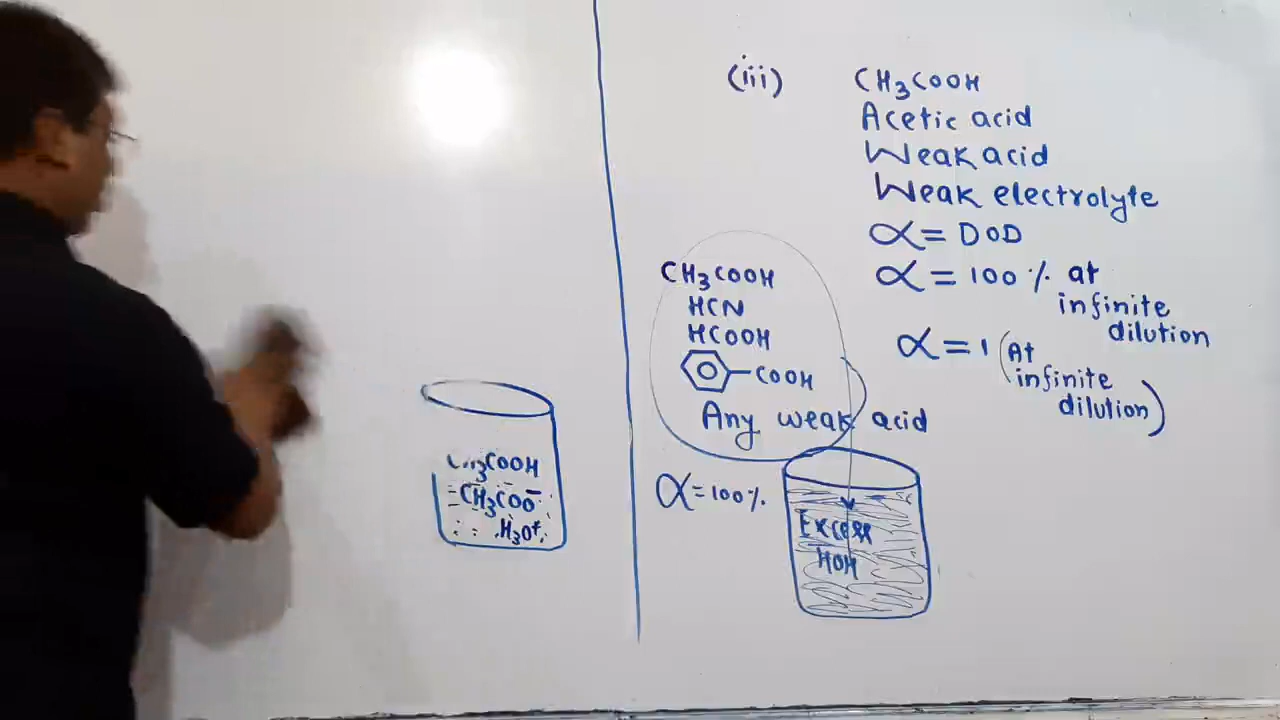 CH3COOH
CH3COO⁻
H3O⁺
(iii)
CH3COOH
Acetic acid
Weak acid
Weak electrolyte
α = DOD
α = 100% at
infinite
dilution
α = 1 (At
infinite
dilution)
CH3COOH
HCN
HCOOH
—COOH
Any weak acid
α = 100%
Excess
HOH